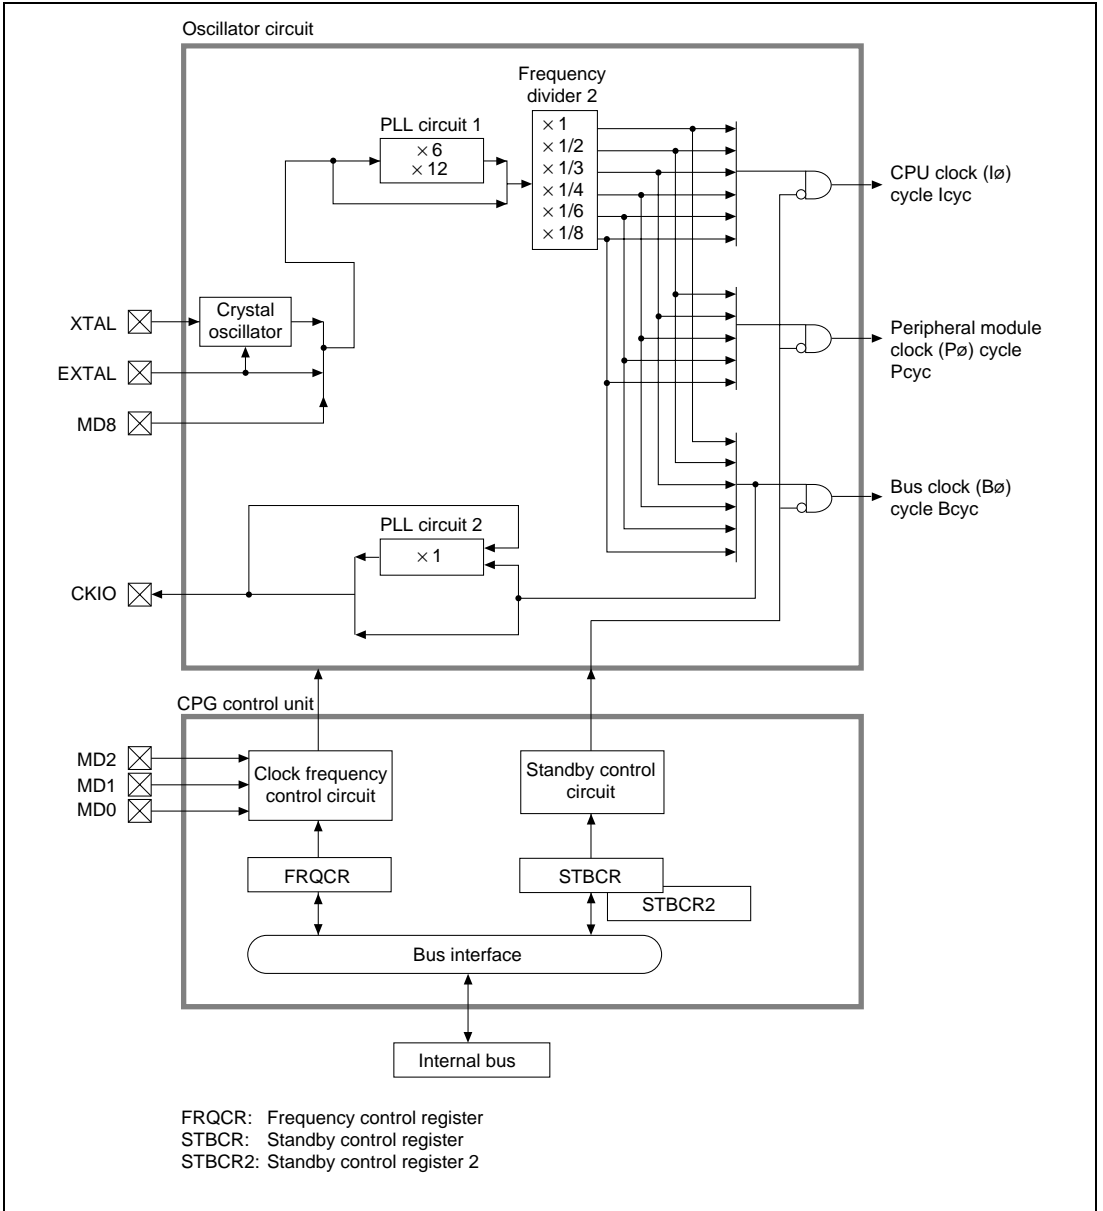 Oscillator circuit
Frequency
divider 2
PLL circuit 1
× 6
× 12
× 1
× 1/2
× 1/3
× 1/4
× 1/6
× 1/8
CPU clock (Iø)
cycle Icyc
XTAL
Crystal
oscillator
EXTAL
MD8
Peripheral module
clock (Pø) cycle
Pcyc
Bus clock (Bø)
cycle Bcyc
PLL circuit 2
× 1
CKIO
CPG control unit
MD2
MD1
MD0
Clock frequency
control circuit
Standby control
circuit
FRQCR
STBCR
STBCR2
Bus interface
Internal bus
FRQCR: Frequency control register
STBCR: Standby control register
STBCR2: Standby control register 2